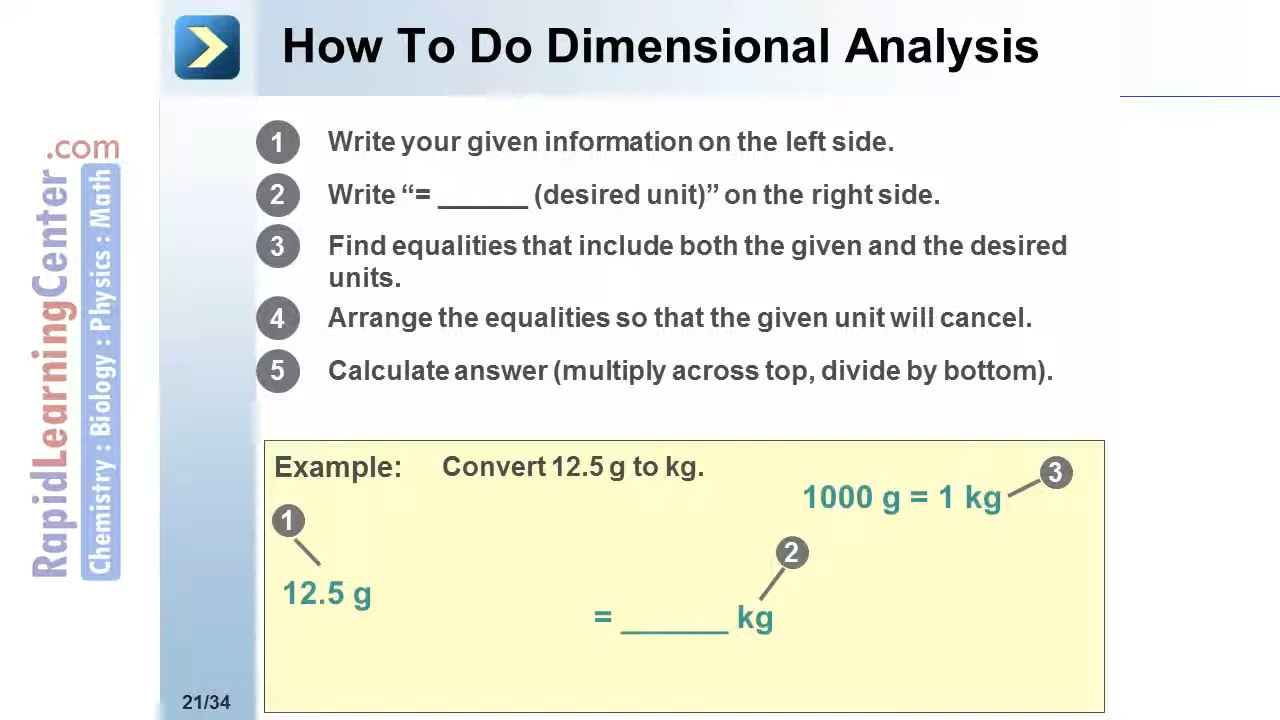 How To Do Dimensional Analysis
1 Write your given information on the left side.
2 Write “= ______ (desired unit)” on the right side.
3 Find equalities that include both the given and the desired
units.
4 Arrange the equalities so that the given unit will cancel.
5 Calculate answer (multiply across top, divide by bottom).
Example: Convert 12.5 g to kg.
3
1000 g = 1 kg
1
2
12.5 g
= ______ kg
21/34
RapidLearningCenter.com
Chemistry : Biology : Physics : Math